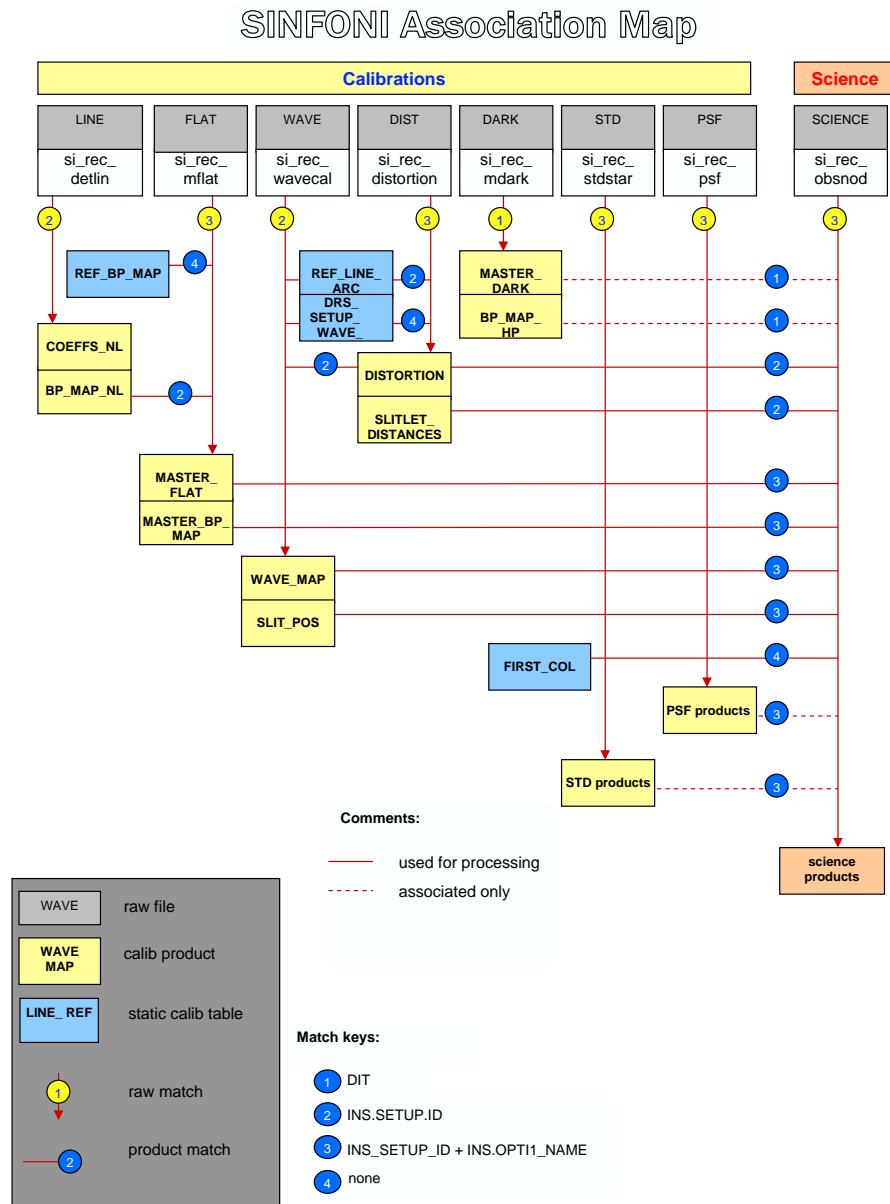 SINFONI Association Map
Calibrations
Science
LINE
FLAT
WAVE
DIST
DARK
STD
PSF
SCIENCE
si_rec_
detlin
si_rec_
mflat
si_rec_
wavecal
si_rec_
distortion
si_rec_
mdark
si_rec_
stdstar
si_rec_
psf
si_rec_
obsnod
2
3
2
3
1
3
3
3
REF_BP_MAP
4
REF_LINE_
ARC
2
MASTER_
DARK
1
DRS_
SETUP_
WAVE_
4
BP_MAP_
HP
1
COEFFS_NL
2
DISTORTION
2
BP_MAP_NL
2
SLITLET_
DISTANCES
2
MASTER_
FLAT
3
MASTER_BP_
MAP
3
WAVE_MAP
3
SLIT_POS
3
FIRST_COL
4
PSF products
3
STD products
3
Comments:
used for processing
associated only
science
products
WAVE
raw file
WAVE
MAP
calib product
LINE_ REF
static calib table
1
raw match
2
product match
Match keys:
1 DIT
2 INS.SETUP.ID
3 INS_SETUP_ID + INS.OPTI1_NAME
4 none